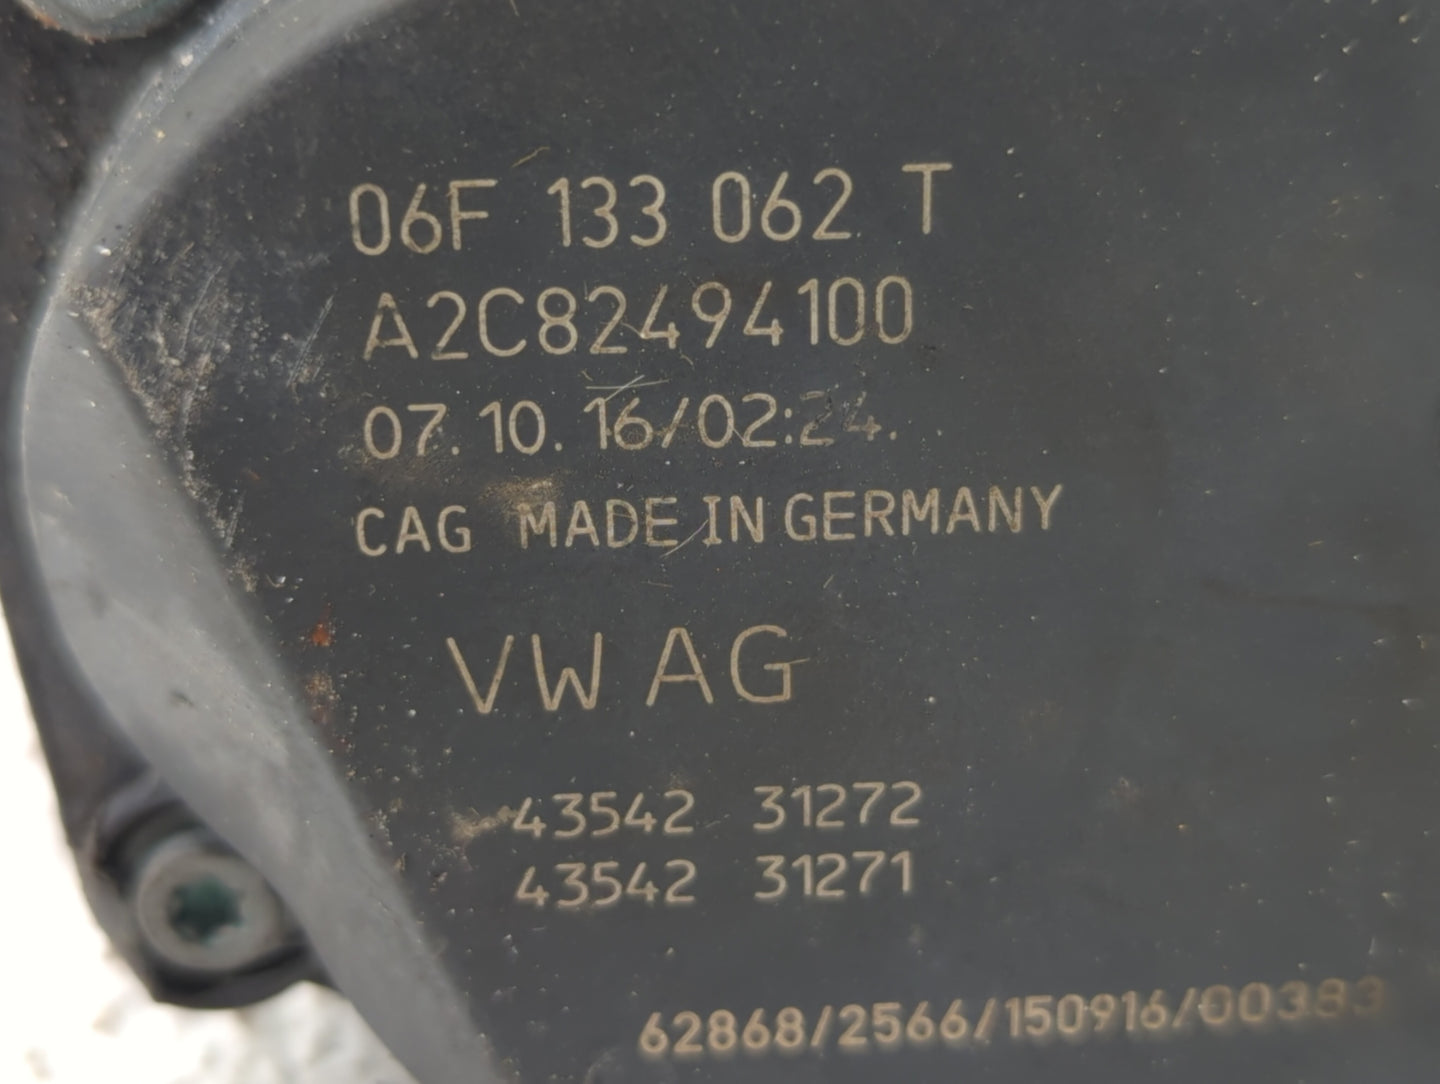 06F 133 062 T
A2C82494100
07.10.16/02:24.
CAG MADE IN GERMANY
VW AG
43542 31272
43542 31271
62868/2566/150916/00383